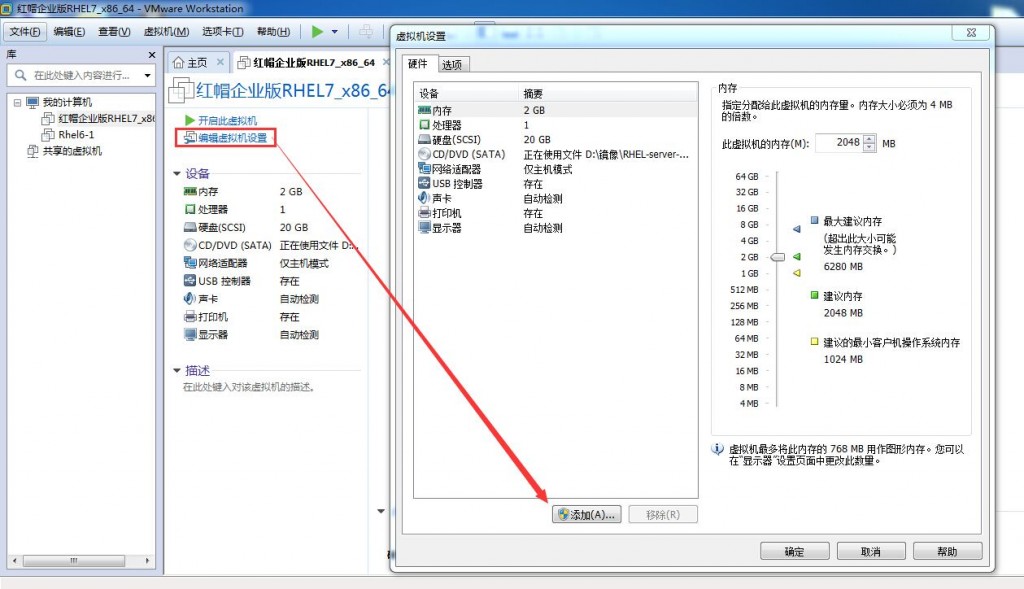 红帽企业版RHEL7_x86_64 - VMware Workstation
文件(F) 编辑(E) 查看(V) 虚拟机(M) 选项卡(T) 帮助(H)
库
在此处键入内容进行...
我的计算机
红帽企业版RHEL7_x86
Rhel6-1
共享的虚拟机
主页 红帽企业版RHEL7_x86_64
红帽企业版RHEL7_x86_64
开启此虚拟机
编辑虚拟机设置
设备
内存 2 GB
处理器 1
硬盘(SCSI) 20 GB
CD/DVD (SATA) 正在使用文件 D:...
网络适配器 仅主机模式
USB 控制器 存在
声卡 自动检测
打印机 存在
显示器 自动检测
描述
在此处键入对该虚拟机的描述。
虚拟机设置
硬件 选项
设备 摘要
内存 2 GB
处理器 1
硬盘(SCSI) 20 GB
CD/DVD (SATA) 正在使用文件 D:\镜像\RHEL-server-...
网络适配器 仅主机模式
USB 控制器 存在
声卡 自动检测
打印机 存在
显示器 自动检测
添加(A)... 移除(R)
内存
指定分配给此虚拟机的内存量。内存大小必须为 4 MB
的倍数。
此虚拟机的内存(M): 2048 MB
64 GB
32 GB
16 GB
8 GB
4 GB
2 GB
1 GB
512 MB
256 MB
128 MB
64 MB
32 MB
16 MB
8 MB
4 MB
最大建议内存
(超出此大小可能
发生内存交换。)
6280 MB
建议内存
2048 MB
建议的最小客户机操作系统内存
1024 MB
虚拟机最多将此内存的 768 MB 用作图形内存。您可以
在"显示器"设置页面中更改此数量。
确定 取消 帮助